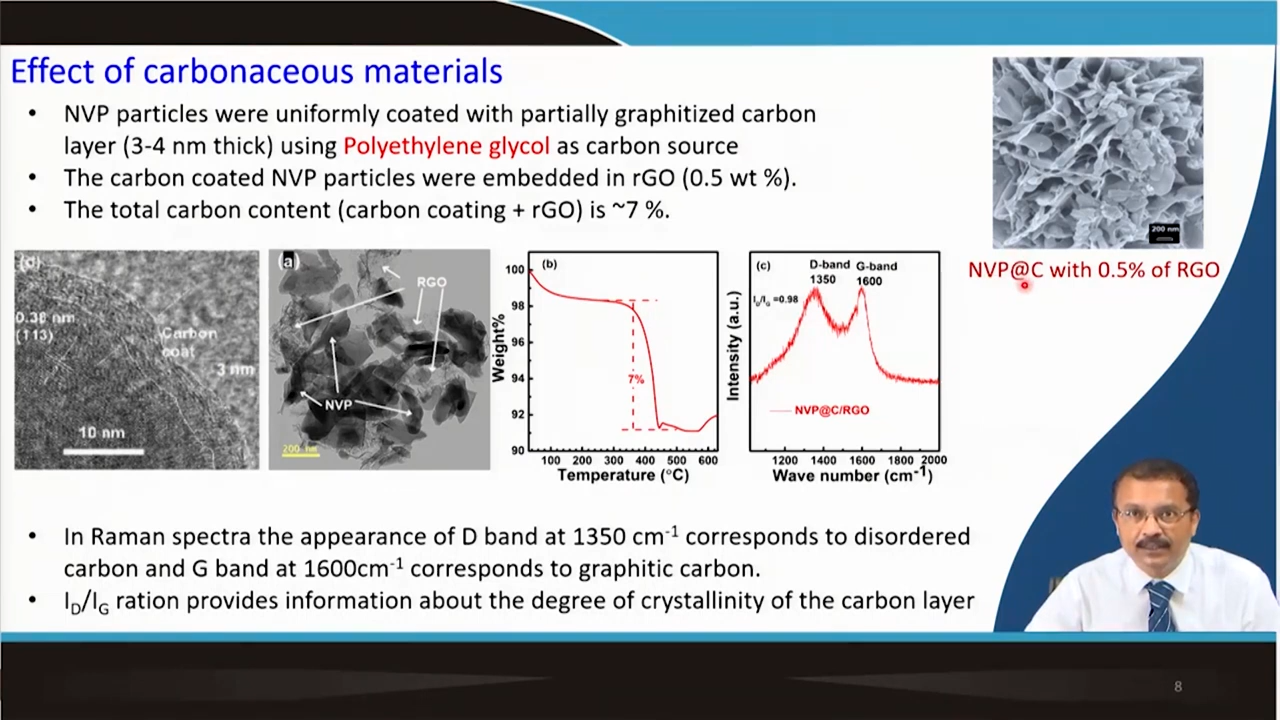 Effect of carbonaceous materials
• NVP particles were uniformly coated with partially graphitized carbon
layer (3-4 nm thick) using Polyethylene glycol as carbon source
• The carbon coated NVP particles were embedded in rGO (0.5 wt %).
• The total carbon content (carbon coating + rGO) is ~7 %.
200 nm
NVP@C with 0.5% of RGO
(d)
0.38 nm
(113)
Carbon
coat
3 nm
10 nm
(a)
RGO
NVP
200 nm
(b)
100
98
96
94
92
90
Weight%
7%
100 200 300 400 500 600
Temperature (°C)
(c)
D-band G-band
1350 1600
I_D/I_G =0.98
Intensity (a.u.)
NVP@C/RGO
1200 1400 1600 1800 2000
Wave number (cm-1)
• In Raman spectra the appearance of D band at 1350 cm-1 corresponds to disordered
carbon and G band at 1600cm-1 corresponds to graphitic carbon.
• ID/IG ration provides information about the degree of crystallinity of the carbon layer
8